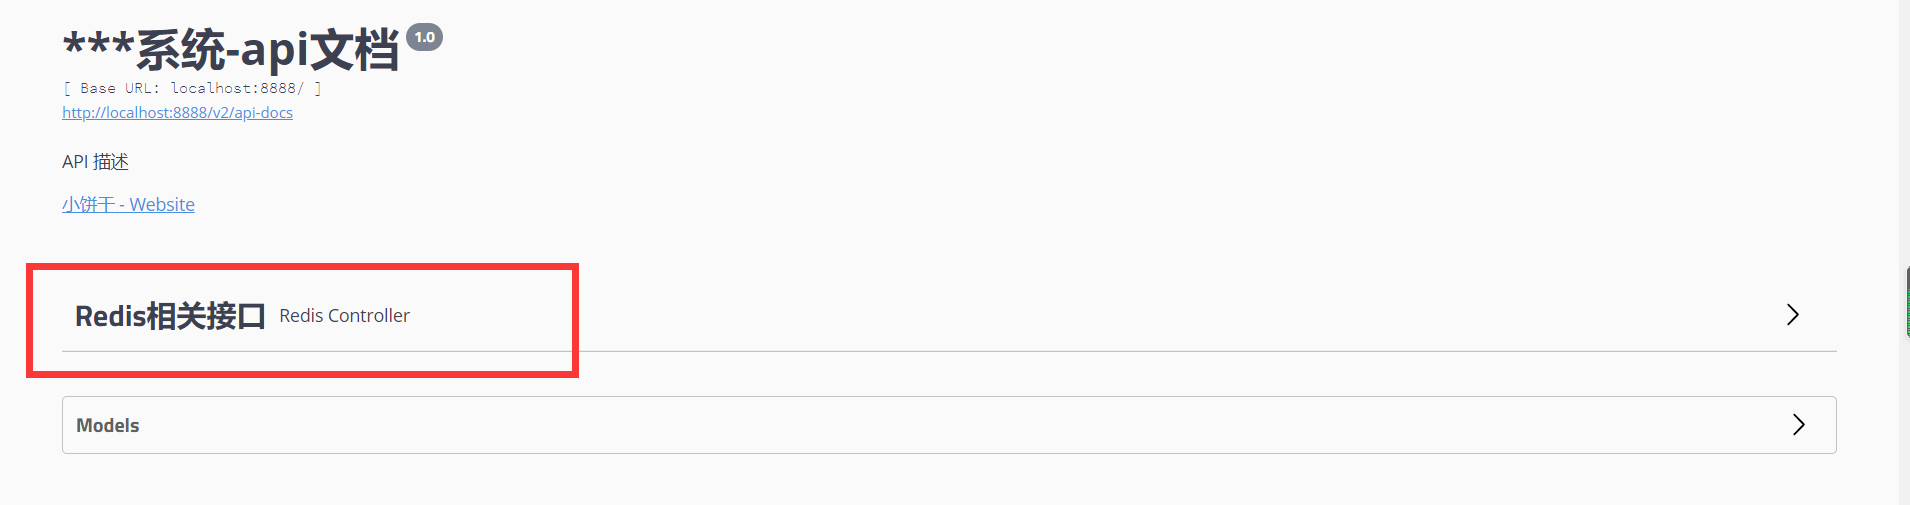 ***系统-api文档 1.0
[ Base URL: localhost:8888/ ]
http://localhost:8888/v2/api-docs
API 描述
小饼干 - Website
Redis相关接口 Redis Controller
Models